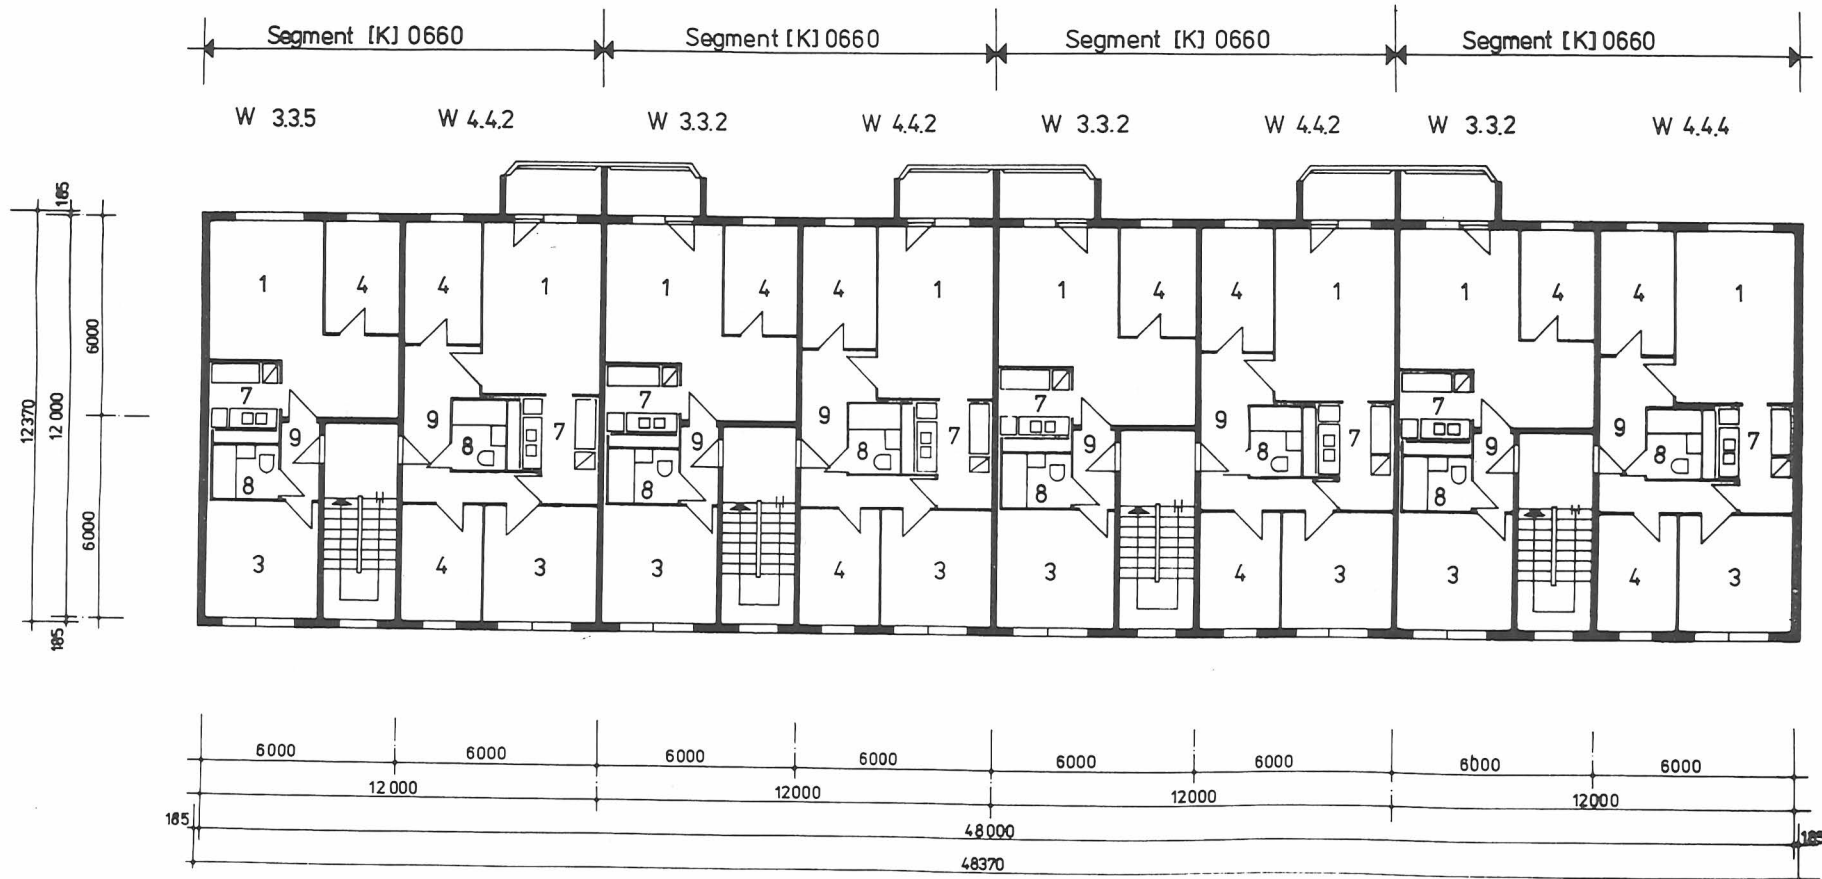 Segment [K] 0660 Segment [K] 0660 Segment [K] 0660 Segment [K] 0660
W 3.3.5 W 4.4.2 W 3.3.2 W 4.4.2 W 3.3.2 W 4.4.2 W 3.3.2 W 4.4.4
185
1 4 4 1 1 4 4 1 1 4 4 1 1 4 4 1
6000
7 9 7 7 9 7 7 9 7 7 9 7
12370 12 000
9 8 9 8 9 8 9 8
8 8 8 8
6000
3 4 3 3 4 3 3 4 3 3 4 3
185
6000 6000 6000 6000 6000 6000 6000 6000
12 000 12000 12000 12000
185 48000 185
48370